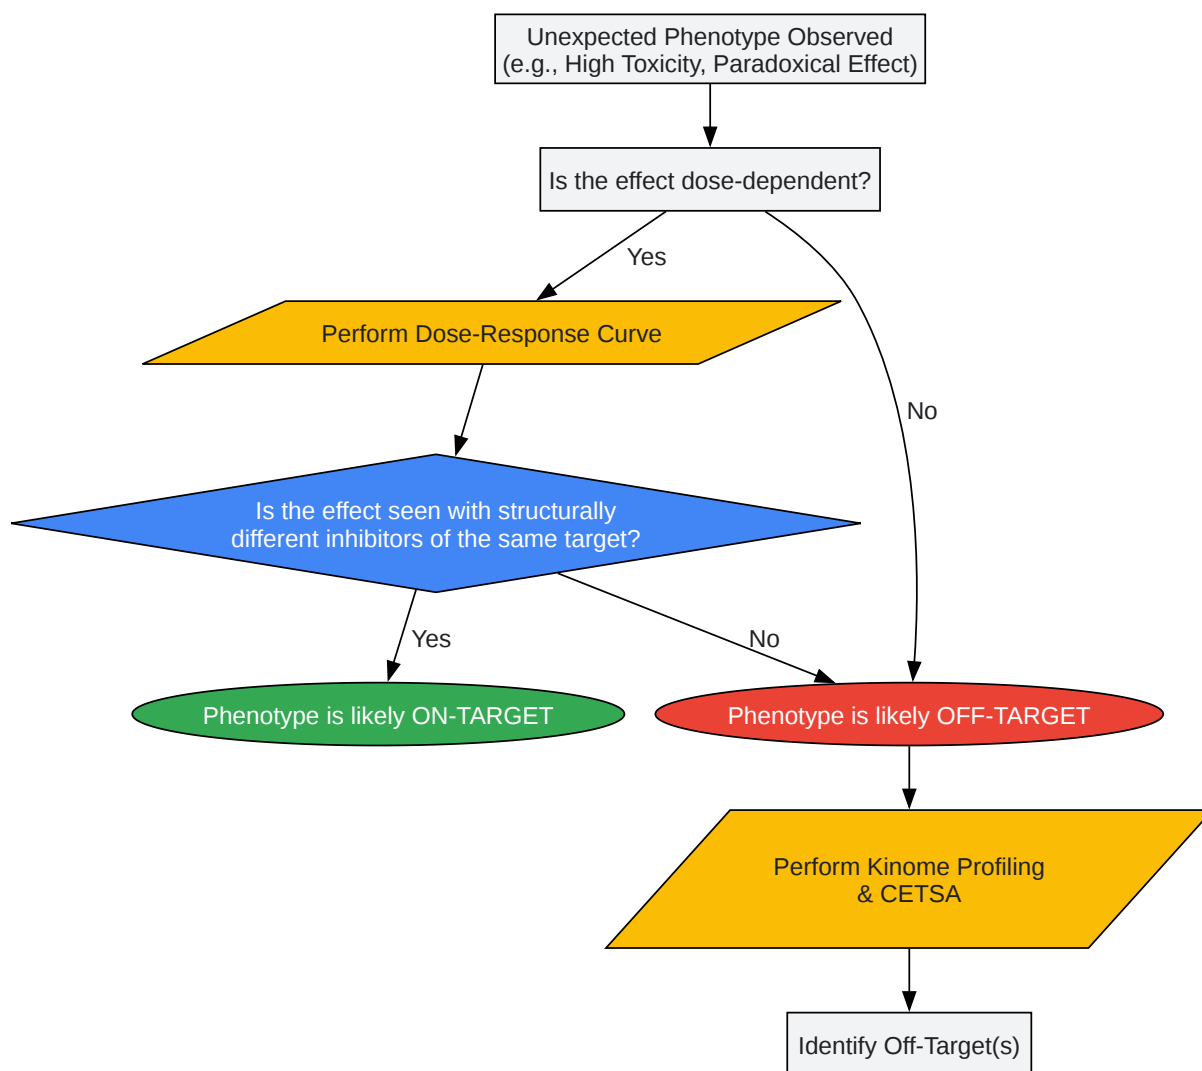 Unexpected Phenotype Observed
(e.g., High Toxicity, Paradoxical Effect)
Is the effect dose-dependent?
Yes
Perform Dose-Response Curve
No
Is the effect seen with structurally
different inhibitors of the same target?
Yes
No
Phenotype is likely ON-TARGET
Phenotype is likely OFF-TARGET
Perform Kinome Profiling
& CETSA
Identify Off-Target(s)